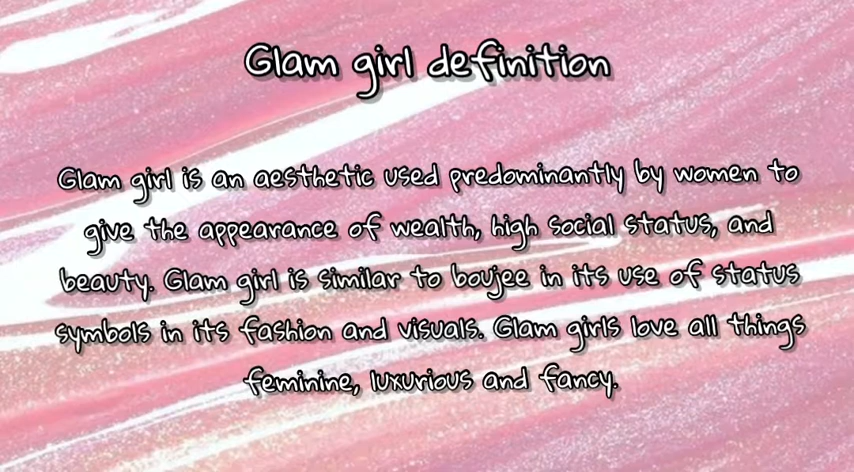 Glam girl definition
Glam girl is an aesthetic used predominantly by women to
give the appearance of wealth, high social status, and
beauty. Glam girl is similar to boujee in its use of status
symbols in its fashion and visuals. Glam girls love all things
feminine, luxurious and fancy.